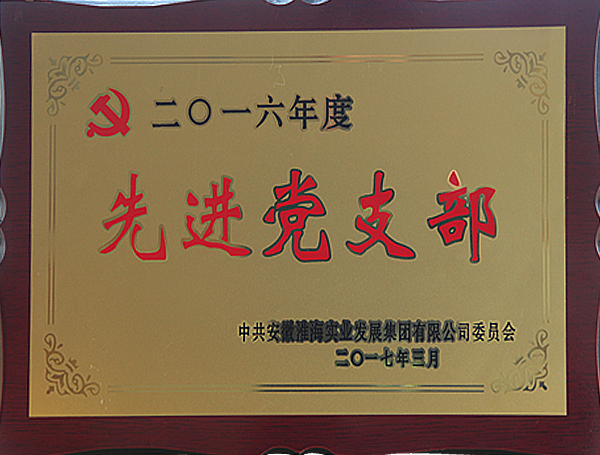 二〇一六年度
先进党支部
中共安徽淮海实业发展集团有限公司委员会
二〇一七年三月